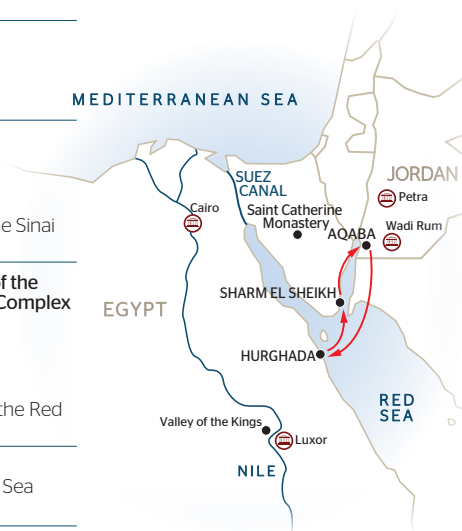 e Sinai
f the
Complex
the Red
Sea
MEDITERRANEAN SEA
SUEZ
CANAL
JORDAN
Petra
Cairo
Saint Catherine
Monastery
Wadi Rum
AQABA
SHARM EL SHEIKH
EGYPT
HURGHADA
RED
SEA
Valley of the Kings
Luxor
NILE